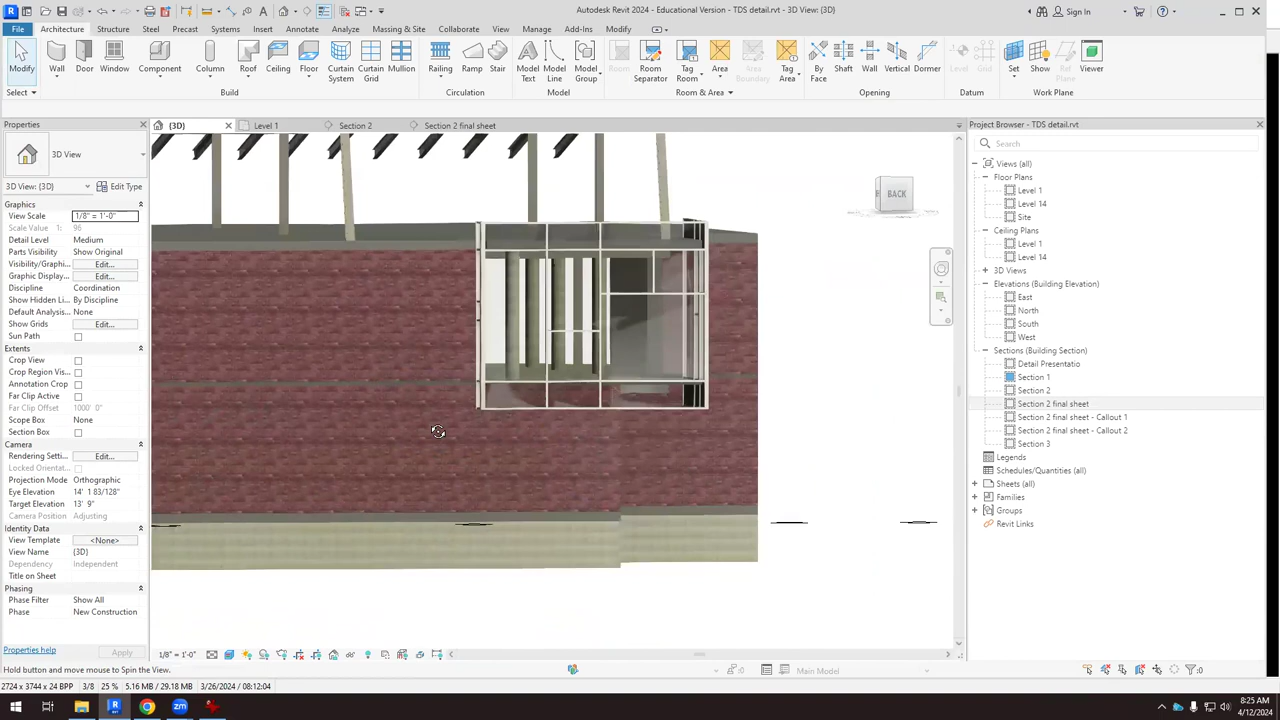 Autodesk Revit 2024 - Educational Version - TDS detail.rvt - 3D View: {3D}
Sign In
File Architecture Structure Steel Precast Systems Insert Annotate Analyze Massing & Site Collaborate View Manage Add-Ins Modify
Modify Wall Door Window Component Column Roof Ceiling Floor Curtain System Curtain Grid Mullion Railing Ramp Stair Model Text Model Line Model Group Room Room Separator Tag Room Area Area Boundary Tag Area By Face Shaft Wall Vertical Dormer Level Grid Set Show Ref Plane Viewer
Select Build Circulation Model Room & Area Opening Datum Work Plane
Properties
{3D} Level 1 Section 2 Section 2 final sheet
Project Browser - TDS detail.rvt
3D View
Search
3D View: {3D} Edit Type
Graphics
View Scale 1/8" = 1'-0"
Scale Value 1: 96
Detail Level Medium
Parts Visibility Show Original
Visibility/Graphi... Edit...
Graphic Display... Edit...
Discipline Coordination
Show Hidden Li... By Discipline
Default Analysis... None
Show Grids Edit...
Sun Path
Extents
Crop View
Crop Region Vis...
Annotation Crop
Far Clip Active
Far Clip Offset 1000' 0"
Scope Box None
Section Box
Camera
Rendering Setti... Edit...
Locked Orientat...
Projection Mode Orthographic
Eye Elevation 14' 1 83/128"
Target Elevation 13' 9"
Camera Position Adjusting
Identity Data
View Template <None>
View Name {3D}
Dependency Independent
Title on Sheet
Phasing
Phase Filter Show All
Phase New Construction
Properties help Apply
BACK
Views (all)
Floor Plans
Level 1
Level 14
Site
Ceiling Plans
Level 1
Level 14
3D Views
Elevations (Building Elevation)
East
North
South
West
Sections (Building Section)
Detail Presentatio
Section 1
Section 2
Section 2 final sheet
Section 2 final sheet - Callout 1
Section 2 final sheet - Callout 2
Section 3
Legends
Schedules/Quantities (all)
Sheets (all)
Families
Groups
Revit Links
1/8" = 1'-0"
Hold button and move mouse to Spin the View.
:0 Main Model :0
2724 x 3744 x 24 BPP 3/8 25 % 5.16 MB / 29.18 MB 3/26/2024 / 08:12:04
8:25 AM
4/12/2024